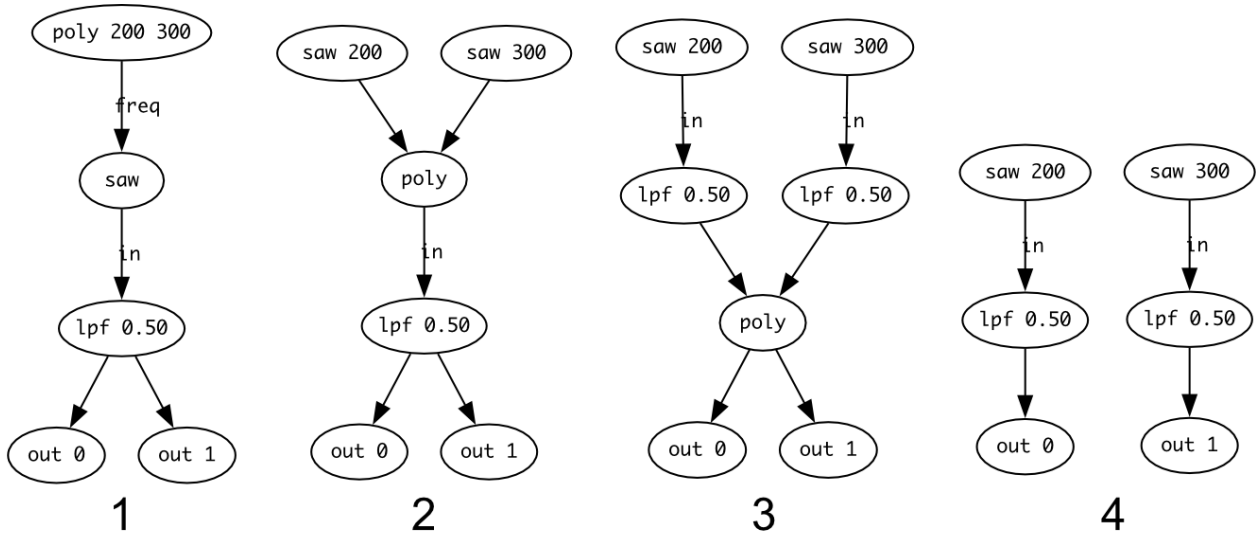 poly 200 300
freq
saw
in
lpf 0.50
out 0
out 1
1
saw 200
saw 300
poly
in
lpf 0.50
out 0
out 1
2
saw 200
saw 300
in
in
lpf 0.50
lpf 0.50
poly
out 0
out 1
3
saw 200
saw 300
in
in
lpf 0.50
lpf 0.50
out 0
out 1
4